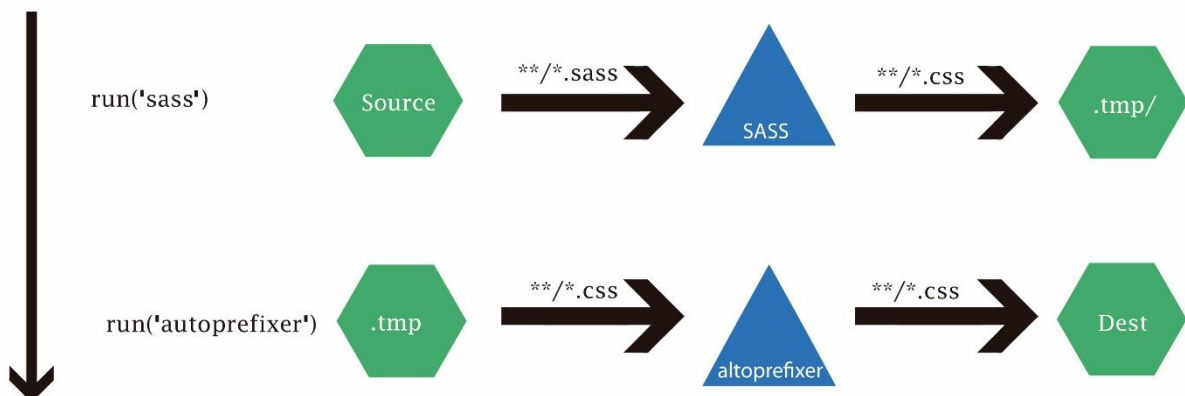 run('sass')
Source
**/*.sass
SASS
**/*.css
.tmp/
run('autoprefixer')
.tmp
**/*.css
altoprefixer
**/*.css
Dest